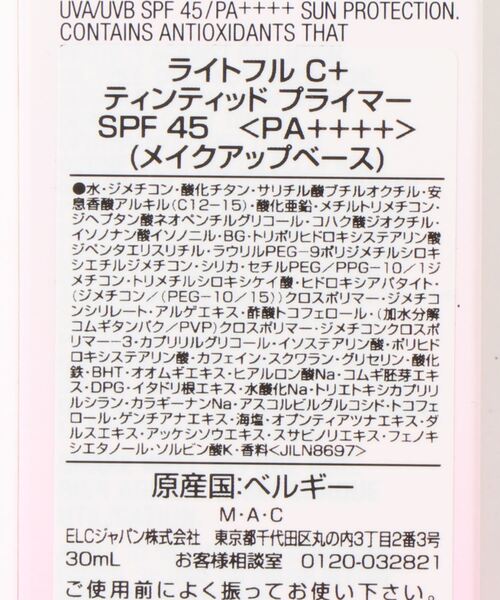 UVA/UVB SPF 45/PA++++ SUN PROTECTION.
CONTAINS ANTIOXIDANTS THAT
ライトフル C+
ティンティッド プライマー
SPF 45 <PA++++>
(メイクアップベース)
●水・ジメチコン・酸化チタン・サリチル酸ブチルオクチル・安
息香酸アルキル(C12-15)・酸化亜鉛・メチルトリメチコン・
ジヘプタン酸ネオペンチルグリコール・コハク酸ジオクチル・
イソノナン酸イソノニル・BG・トリポリヒドロキシステアリン酸
ジペンタエリスリチル・ラウリルPEG-9ポリジメチルシロキ
シエチルジメチコン・シリカ・セチルPEG/PPG-10/1ジ
メチコン・トリメチルシロキシケイ酸・ヒドロキシアパタイト・
(ジメチコン/(PEG-10/15))クロスポリマー・ジメチコ
ンシリレート・アルゲエキス・酢酸トコフェロール・(加水分解
コムギタンパク/PVP)クロスポリマー・ジメチコンクロスポ
リマー-3・カプリリルグリコール・イソステアリン酸・ポリヒド
ロキシステアリン酸・カフェイン・スクワラン・グリセリン・酸化
鉄・BHT・オオムギエキス・ヒアルロン酸Na・コムギ胚芽エキ
ス・DPG・イタドリ根エキス・水酸化Na・トリエトキシカプリリ
ルシラン・カラギーナンNa・アスコルビルグルコシド・トコフェ
ロール・ゲンチアナエキス・海塩・オプンティアツナエキス・ダ
ルスエキス・アッケシソウエキス・スサビノリエキス・フェノキ
シエタノール・ソルビン酸K・香料<JILN8697>
原産国:ベルギー
M・A・C
ELCジャパン株式会社 東京都千代田区丸の内3丁目2番3号
30mL お客様相談室 0120-032821
ご使用前によく振ってお使い下さい。